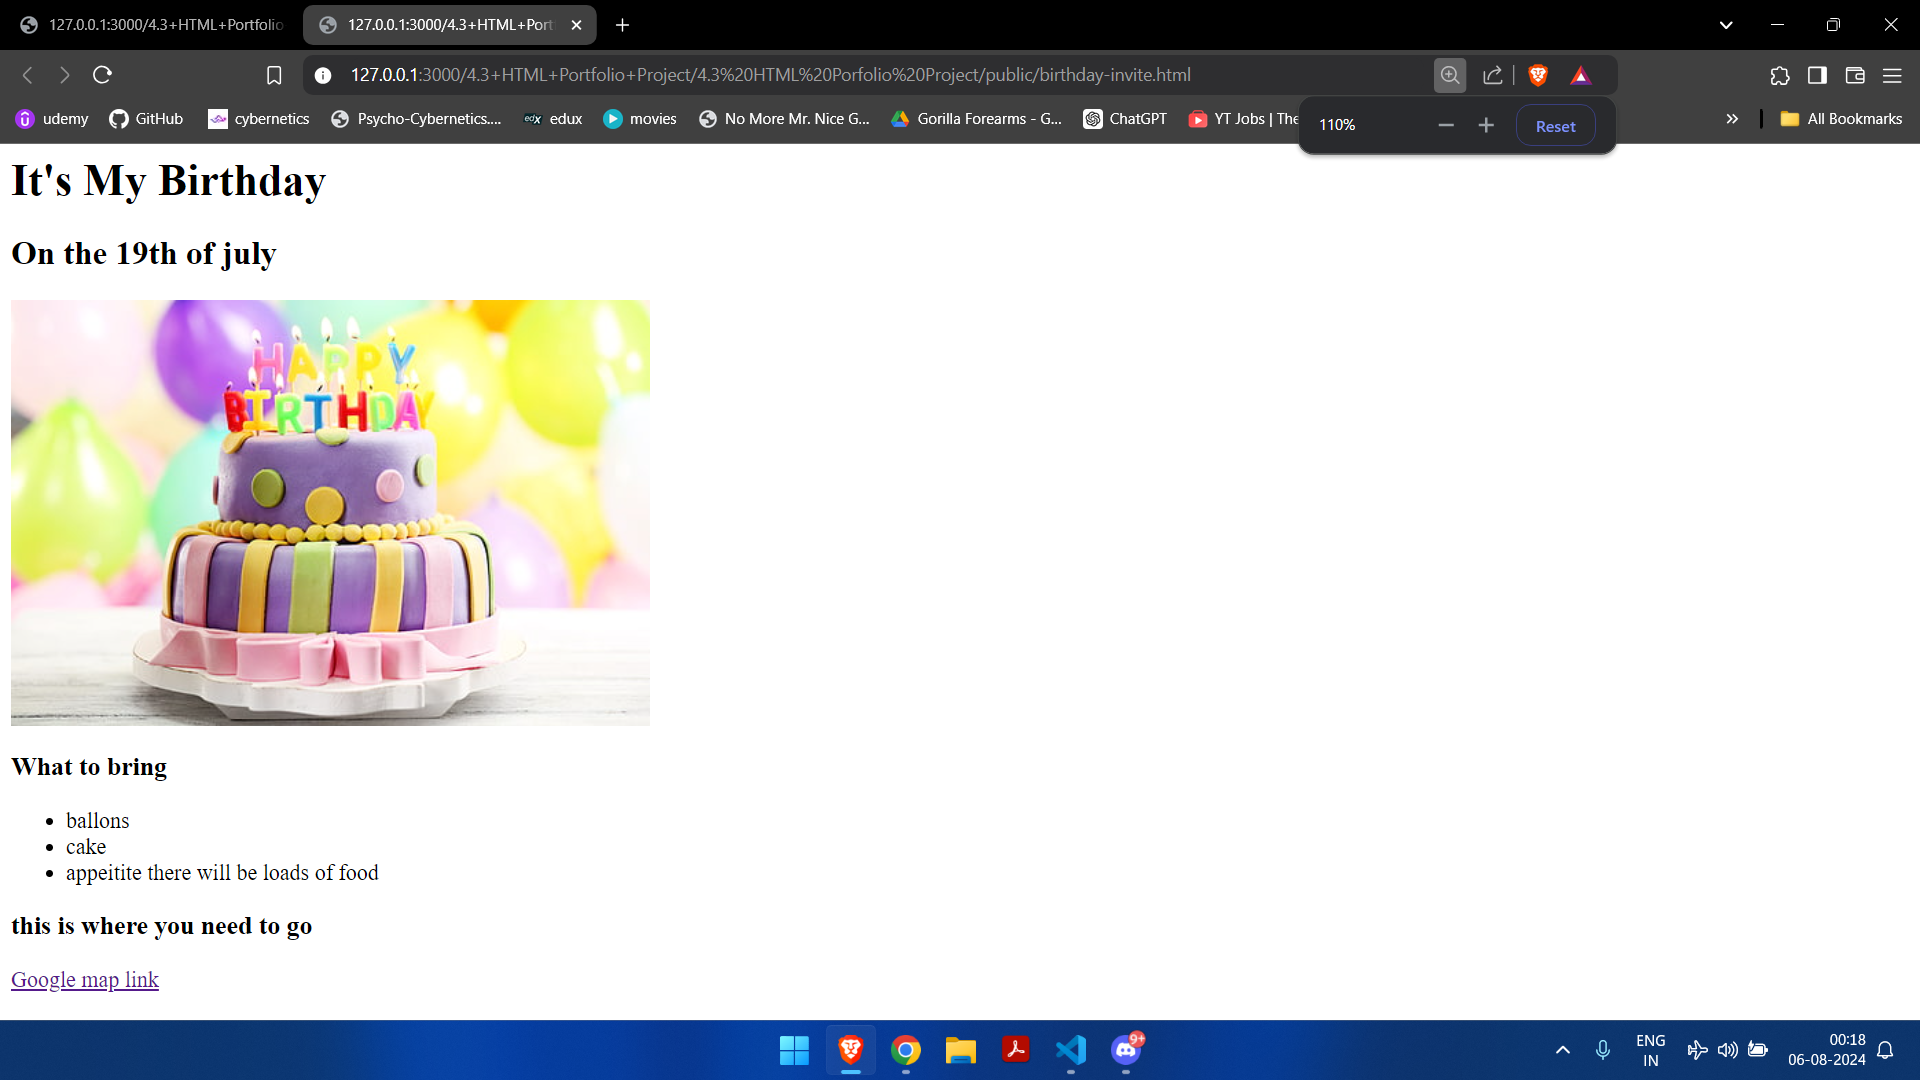 127.0.0.1:3000/4.3+HTML+Portfolio
127.0.0.1:3000/4.3+HTML+Port
127.0.0.1:3000/4.3+HTML+Portfolio+Project/4.3%20HTML%20Porfolio%20Project/public/birthday-invite.html
udemy GitHub cybernetics Psycho-Cybernetics.... edx edux movies No More Mr. Nice G... Gorilla Forearms - G... ChatGPT YT Jobs | The All Bookmarks
110% Reset
It's My Birthday
On the 19th of july
HAPPY
BIRTHDAY
What to bring
ballons
cake
appeitite there will be loads of food
this is where you need to go
Google map link
9+
ENG
IN
00:18
06-08-2024